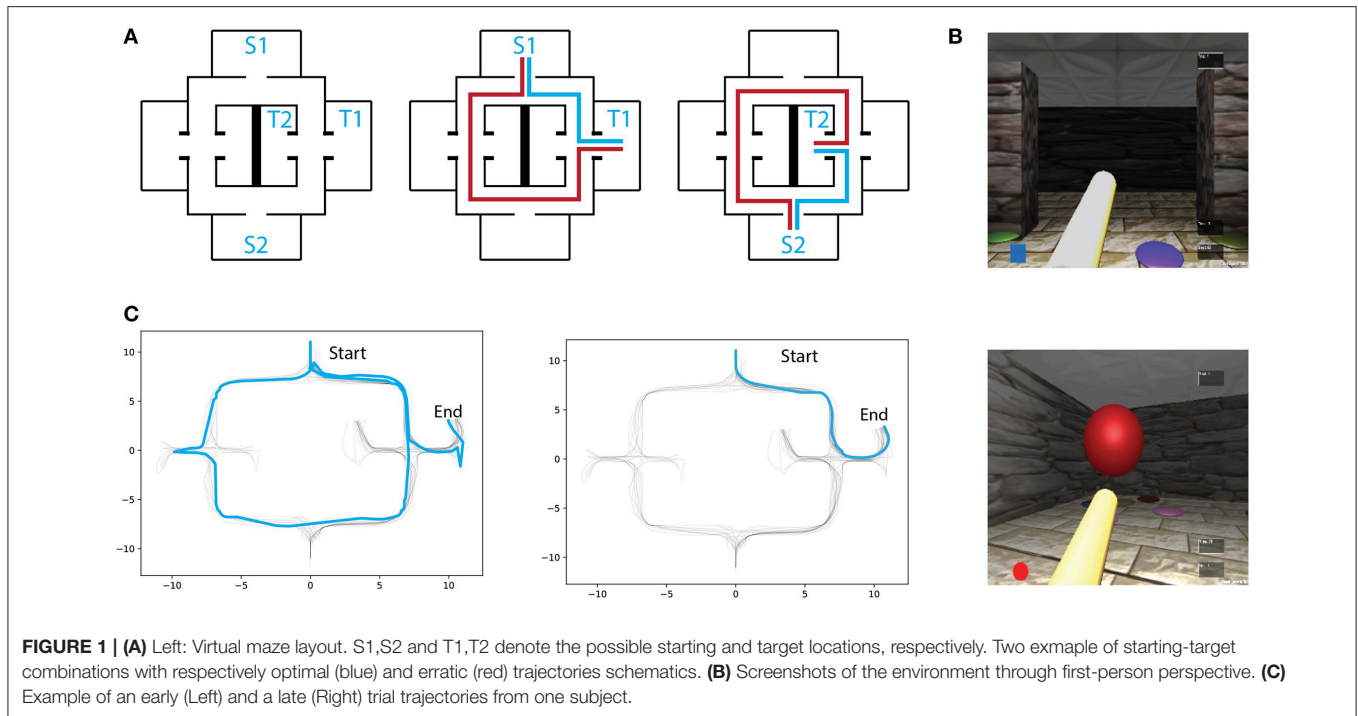 A
B
S1
T2
T1
S2
S1
T1
T2
S2
C
Start
End
10
5
0
−5
−10
−10
−5
0
5
10
Start
End
10
5
0
−5
−10
−10
−5
0
5
10
FIGURE 1 | (A) Left: Virtual maze layout. S1,S2 and T1,T2 denote the possible starting and target locations, respectively. Two exmaple of starting-target
combinations with respectively optimal (blue) and erratic (red) trajectories schematics. (B) Screenshots of the environment through first-person perspective. (C)
Example of an early (Left) and a late (Right) trial trajectories from one subject.